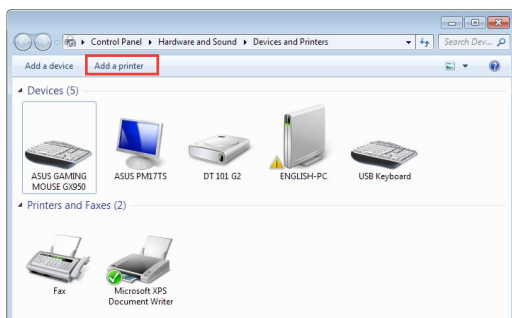 Control Panel Hardware and Sound Devices and Printers Search Dev...
Add a device Add a printer
Devices (5)
ASUS GAMING MOUSE GX950
ASUS PM17TS
DT 101 G2
ENGLISH-PC
USB Keyboard
Printers and Faxes (2)
Fax
Microsoft XPS Document Writer